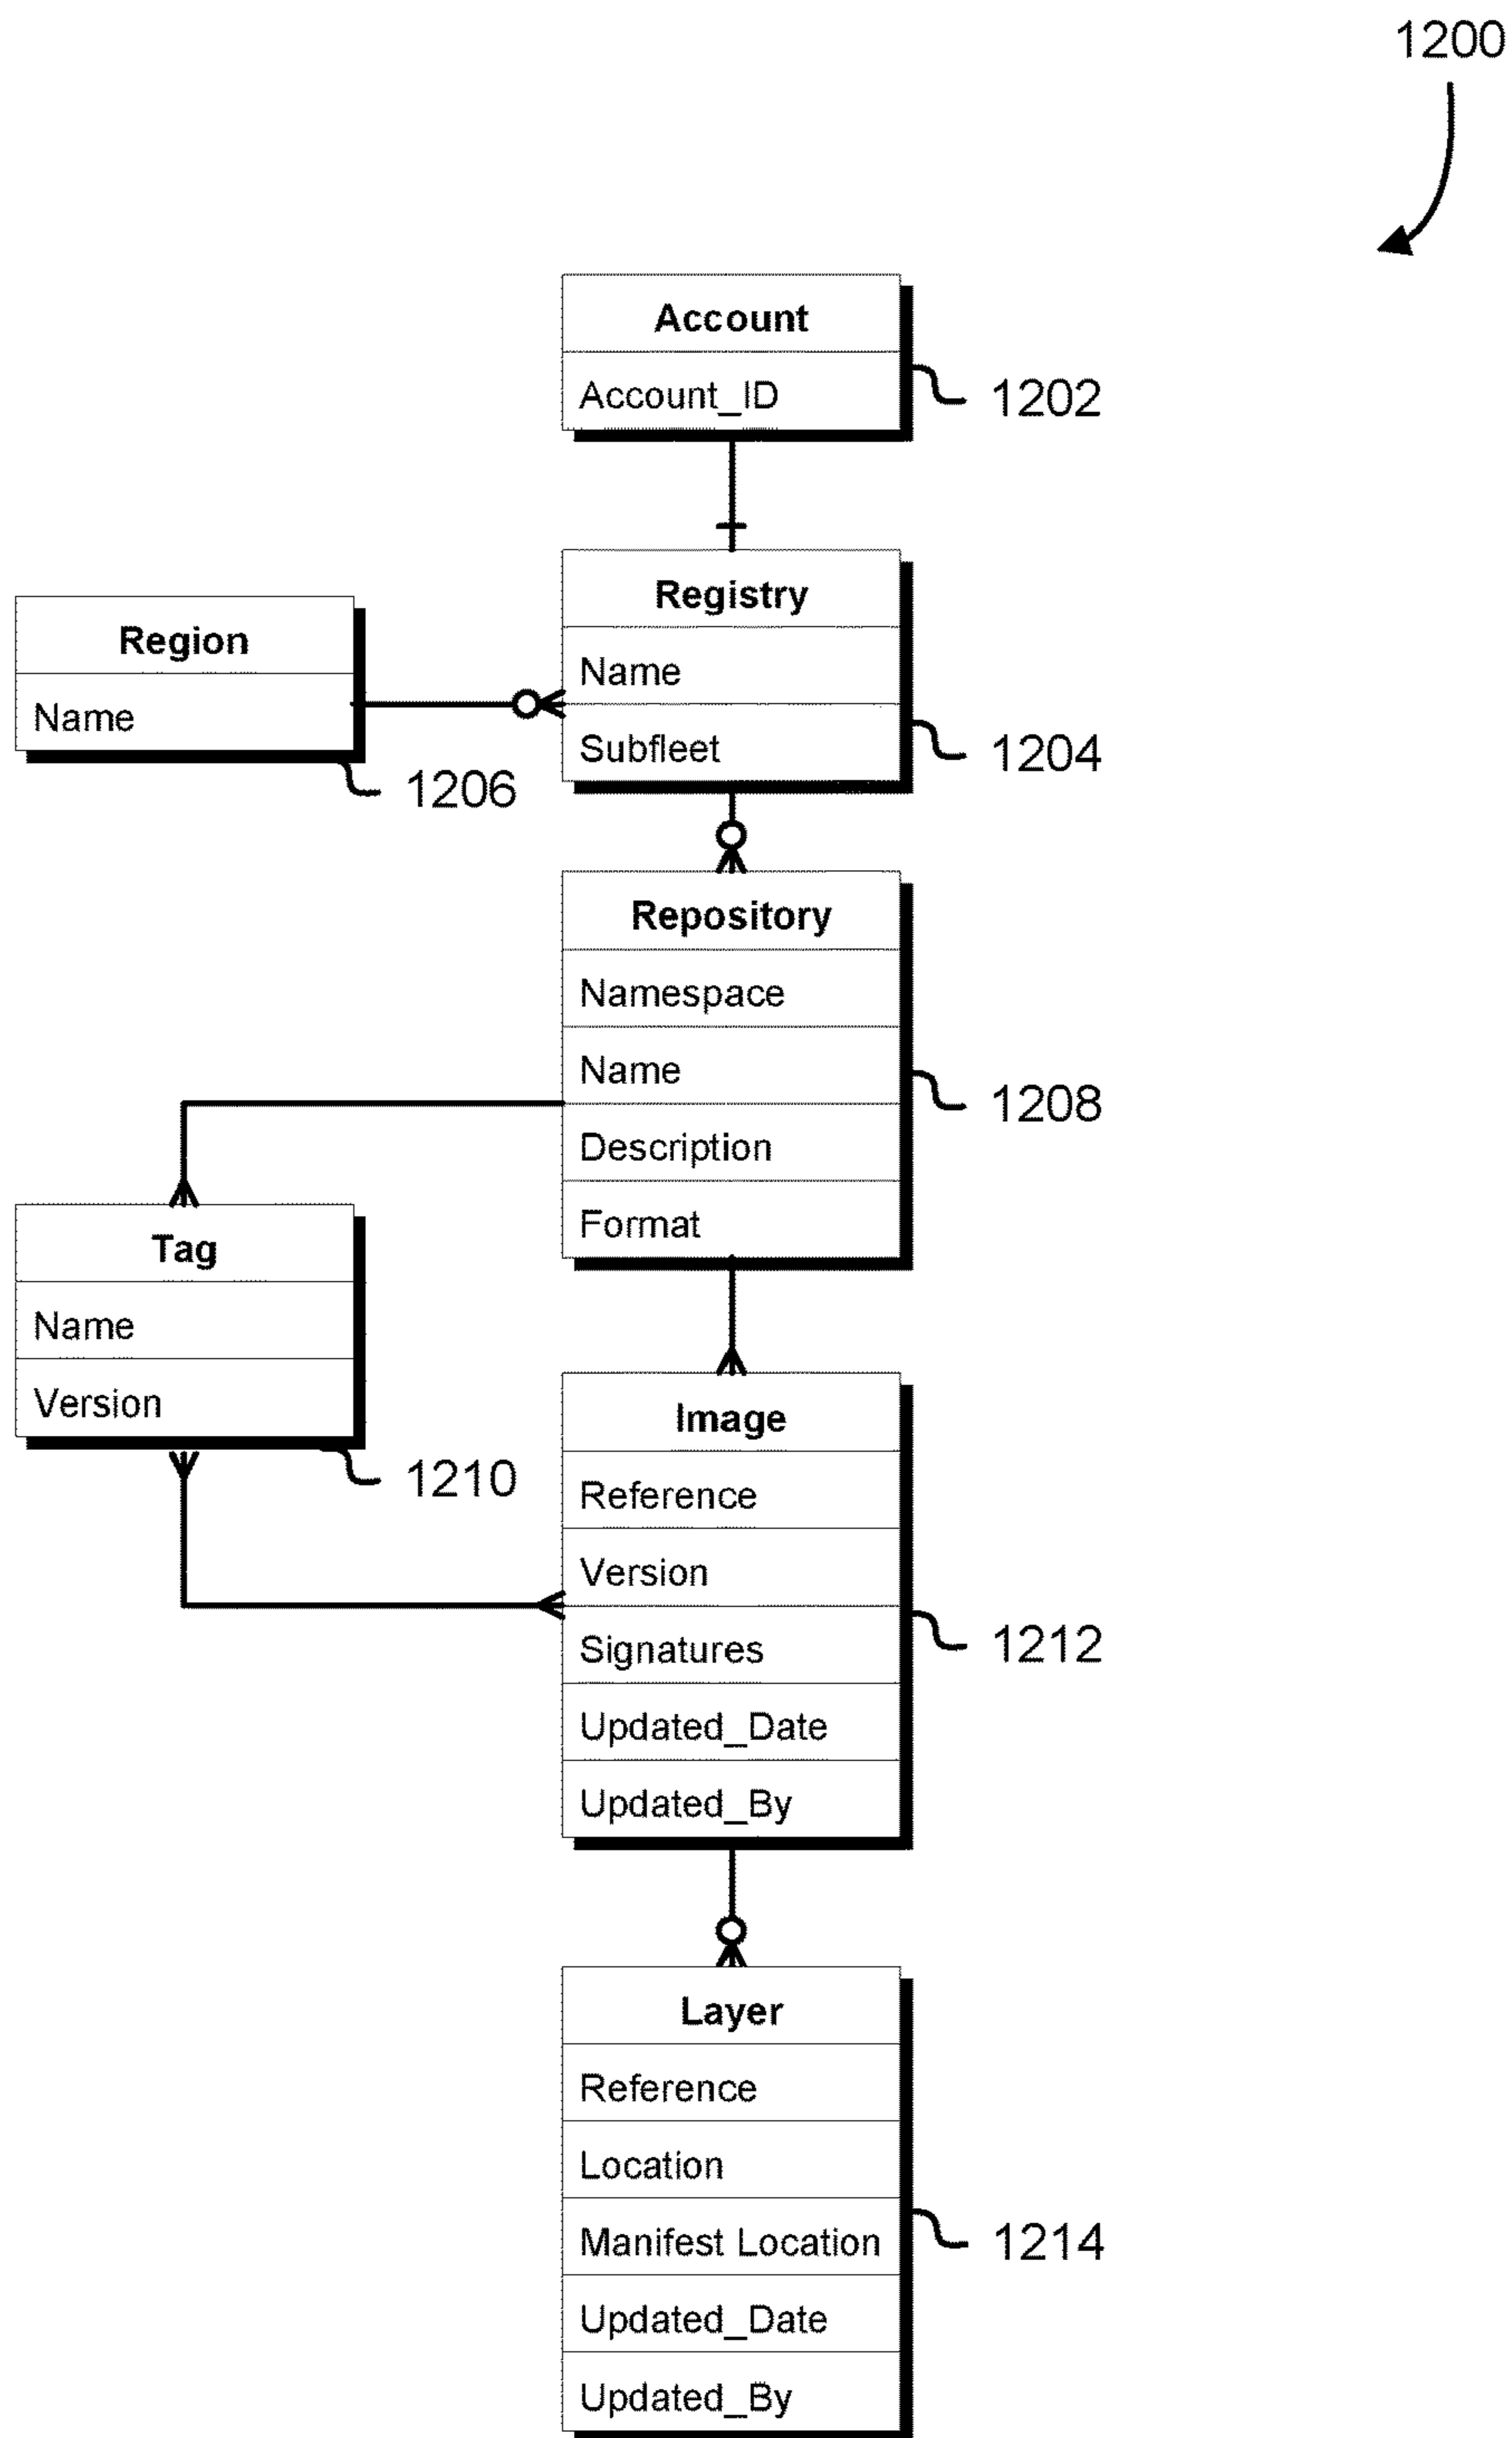 1200
Account
Account_ID
1202
Registry
Name
Subfleet
1204
Region
Name
1206
Repository
Namespace
Name
Description
Format
1208
Tag
Name
Version
1210
Image
Reference
Version
Signatures
Updated_Date
Updated_By
1212
Layer
Reference
Location
Manifest Location
Updated_Date
Updated_By
1214